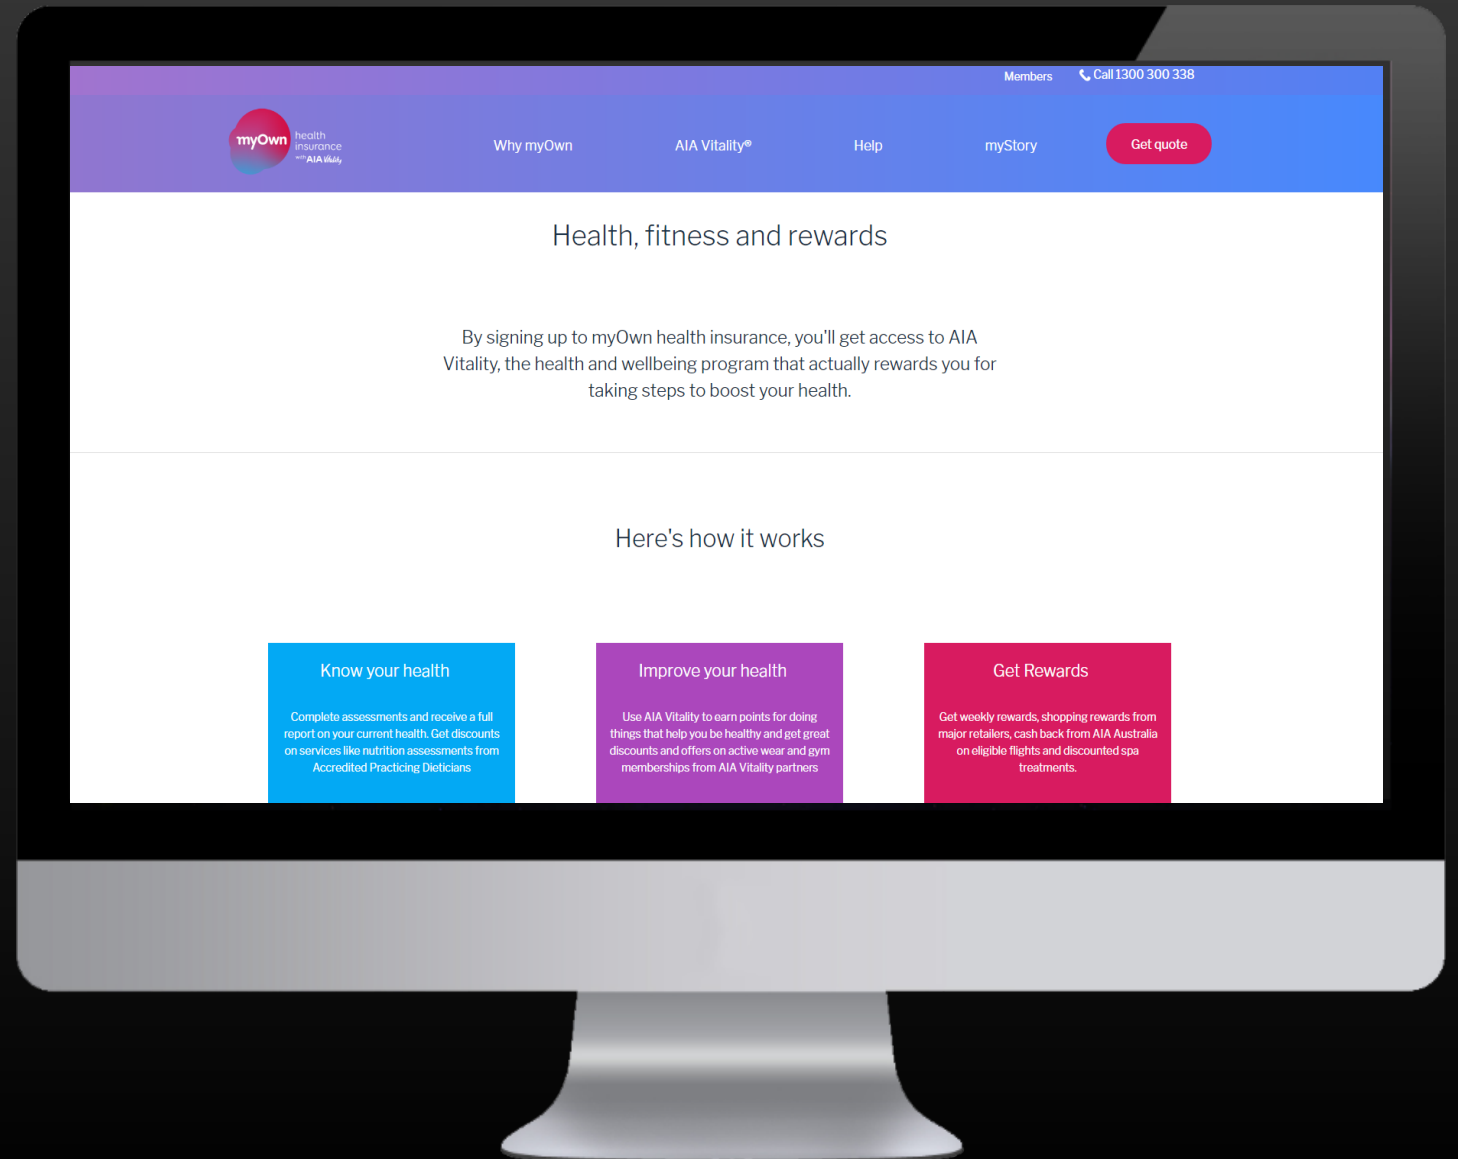 Members
Call 1300 300 338
myOwn
health
insurance
with AIA Vitality
Why myOwn
AIA Vitality®
Help
myStory
Get quote
Health, fitness and rewards
By signing up to myOwn health insurance, you'll get access to AIA
Vitality, the health and wellbeing program that actually rewards you for
taking steps to boost your health.
Here's how it works
Know your health
Complete assessments and receive a full
report on your current health. Get discounts
on services like nutrition assessments from
Accredited Practicing Dieticians
Improve your health
Use AIA Vitality to earn points for doing
things that help you be healthy and get great
discounts and offers on active wear and gym
memberships from AIA Vitality partners
Get Rewards
Get weekly rewards, shopping rewards from
major retailers, cash back from AIA Australia
on eligible flights and discounted spa
treatments.